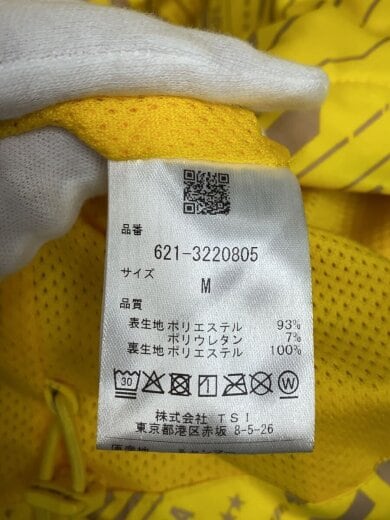 品番
621-3220805
サイズ
M
品質
表生地 ポリエステル 93%
ポリウレタン 7%
裏生地 ポリエステル 100%
30
W
株式会社 TSI
東京都港区赤坂 8-5-26